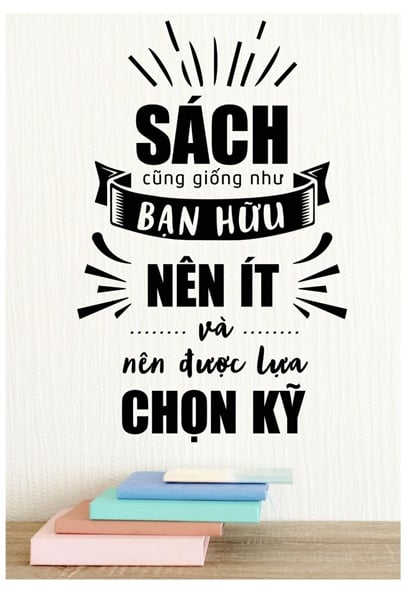 SÁCH
cũng giống như
BẠN HỮU
NÊN ÍT
........ và ........
nên được lựa
CHỌN KỸ